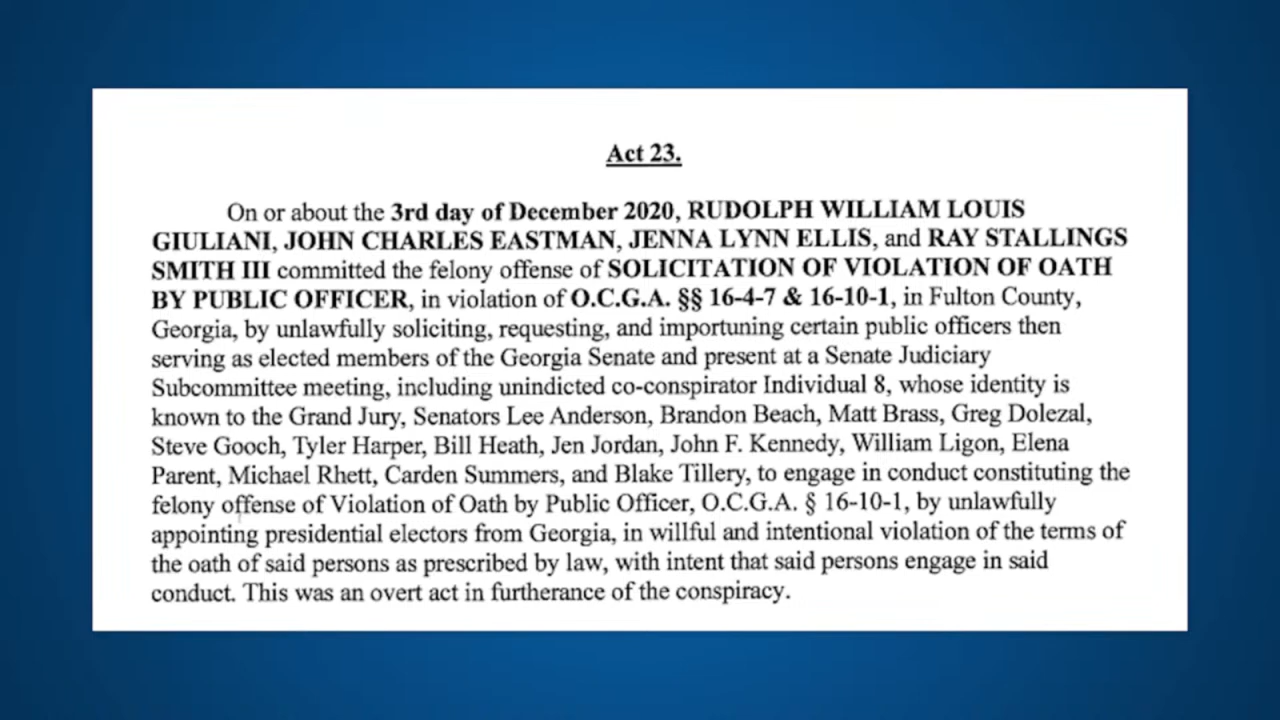 Act 23.
On or about the 3rd day of December 2020, RUDOLPH WILLIAM LOUIS
GIULIANI, JOHN CHARLES EASTMAN, JENNA LYNN ELLIS, and RAY STALLINGS
SMITH III committed the felony offense of SOLICITATION OF VIOLATION OF OATH
BY PUBLIC OFFICER, in violation of O.C.G.A. §§ 16-4-7 & 16-10-1, in Fulton County,
Georgia, by unlawfully soliciting, requesting, and importuning certain public officers then
serving as elected members of the Georgia Senate and present at a Senate Judiciary
Subcommittee meeting, including unindicted co-conspirator Individual 8, whose identity is
known to the Grand Jury, Senators Lee Anderson, Brandon Beach, Matt Brass, Greg Dolezal,
Steve Gooch, Tyler Harper, Bill Heath, Jen Jordan, John F. Kennedy, William Ligon, Elena
Parent, Michael Rhett, Carden Summers, and Blake Tillery, to engage in conduct constituting the
felony offense of Violation of Oath by Public Officer, O.C.G.A. § 16-10-1, by unlawfully
appointing presidential electors from Georgia, in willful and intentional violation of the terms of
the oath of said persons as prescribed by law, with intent that said persons engage in said
conduct. This was an overt act in furtherance of the conspiracy.